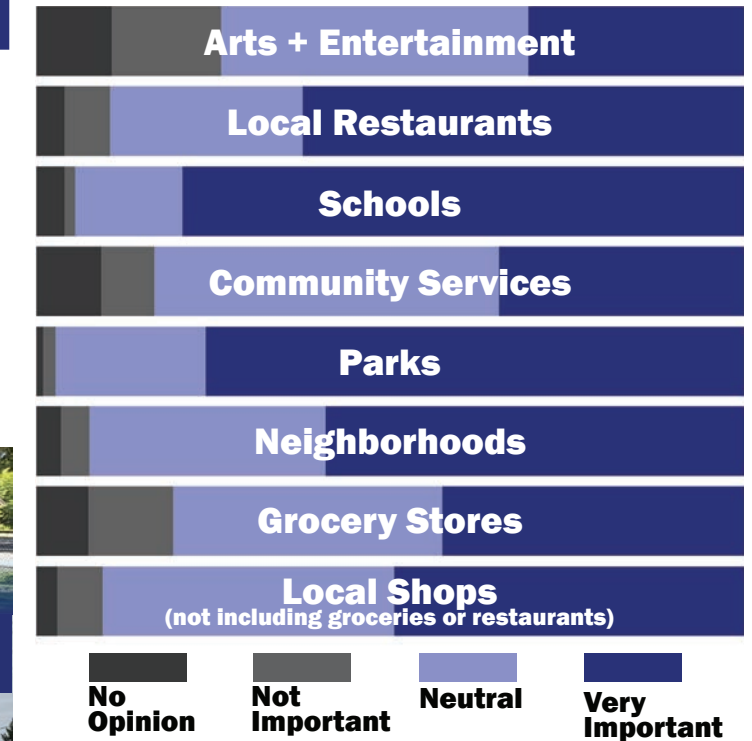 Arts + Entertainment
Local Restaurants
Schools
Community Services
Parks
Neighborhoods
Grocery Stores
Local Shops
(not including groceries or restaurants)
No
Opinion
Not
Important
Neutral
Very
Important